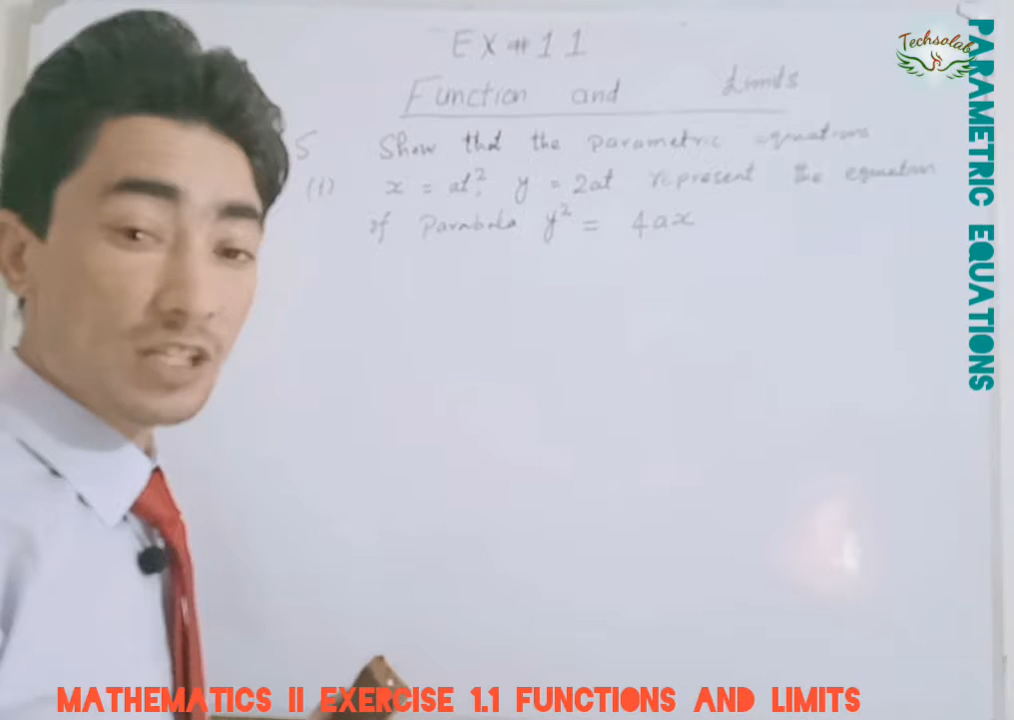 EX # 1 1
Function and Limits
5 Show that the parametric equations
(i) x = at², y = 2at represent the equation
of Parabola y² = 4ax
Techsolab
PARAMETRIC EQUATIONS
MATHEMATICS II EXERCISE 1.1 FUNCTIONS AND LIMITS